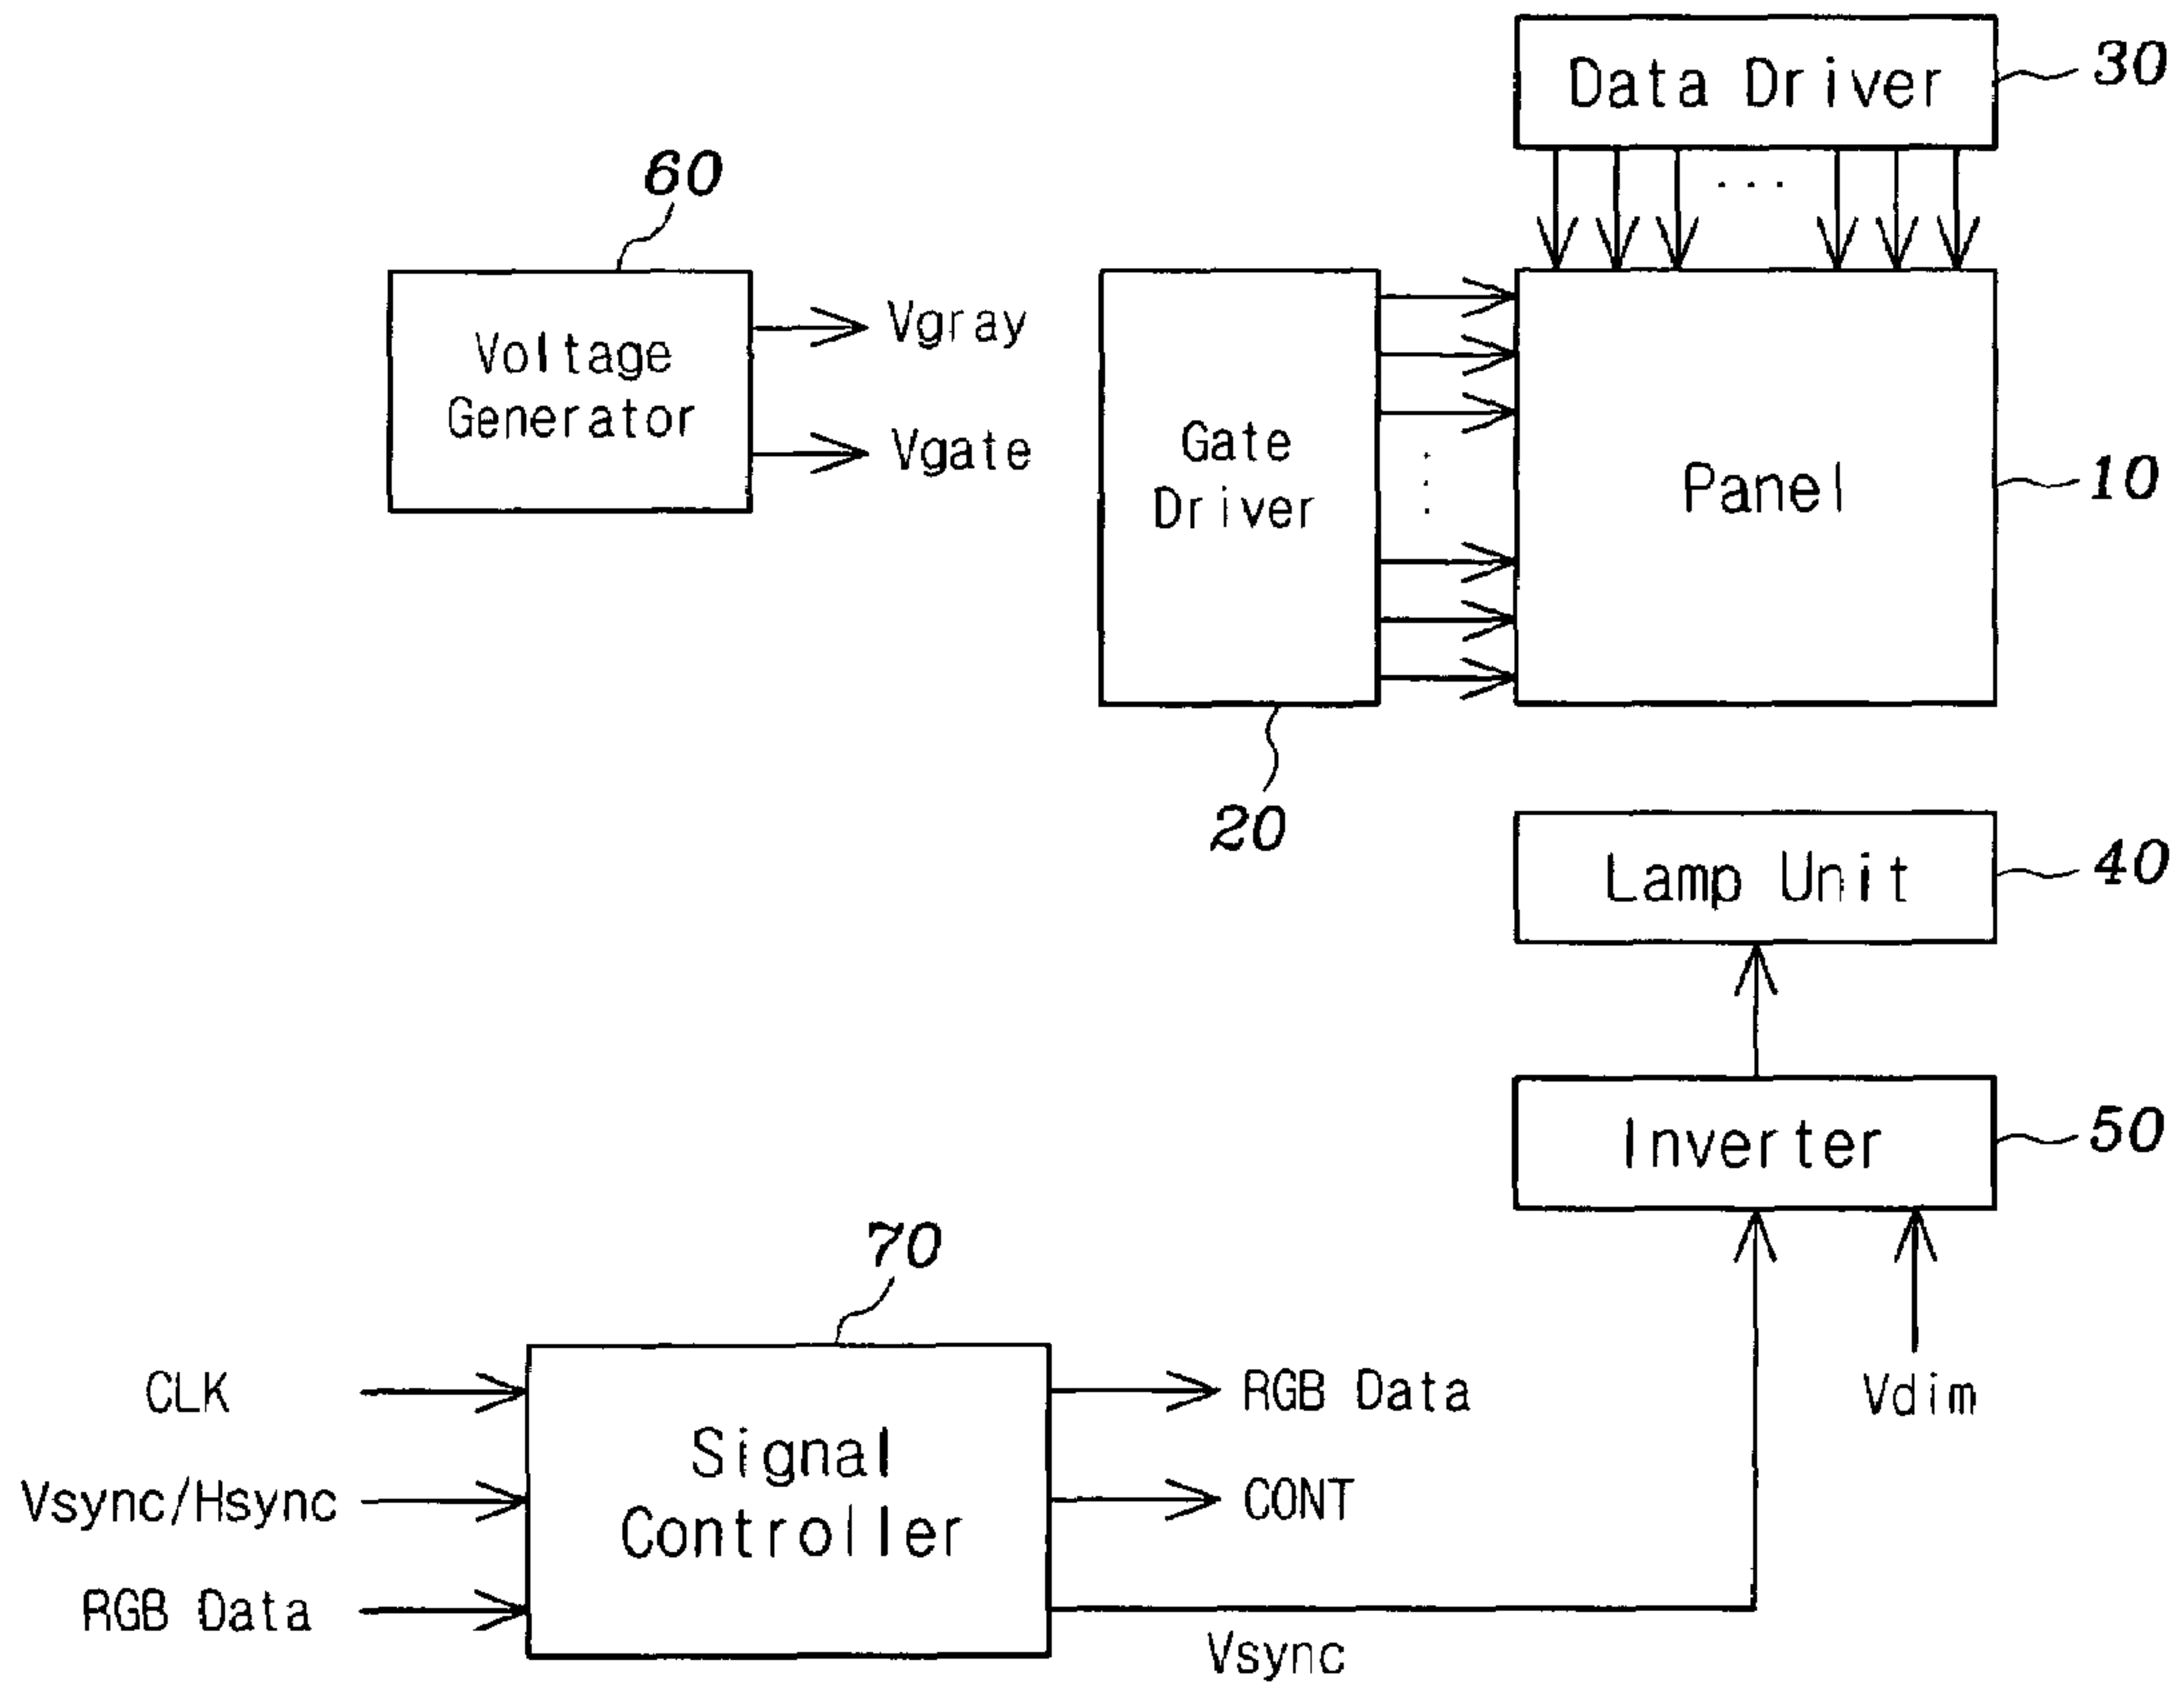 Data Driver
30
60
Voltage
Generator
Vgray
Vgate
Gate
Driver
20
Panel
10
Lamp Unit
40
Inverter
50
Vdim
70
CLK
Vsync/Hsync
RGB Data
Signal
Controller
RGB Data
CONT
Vsync